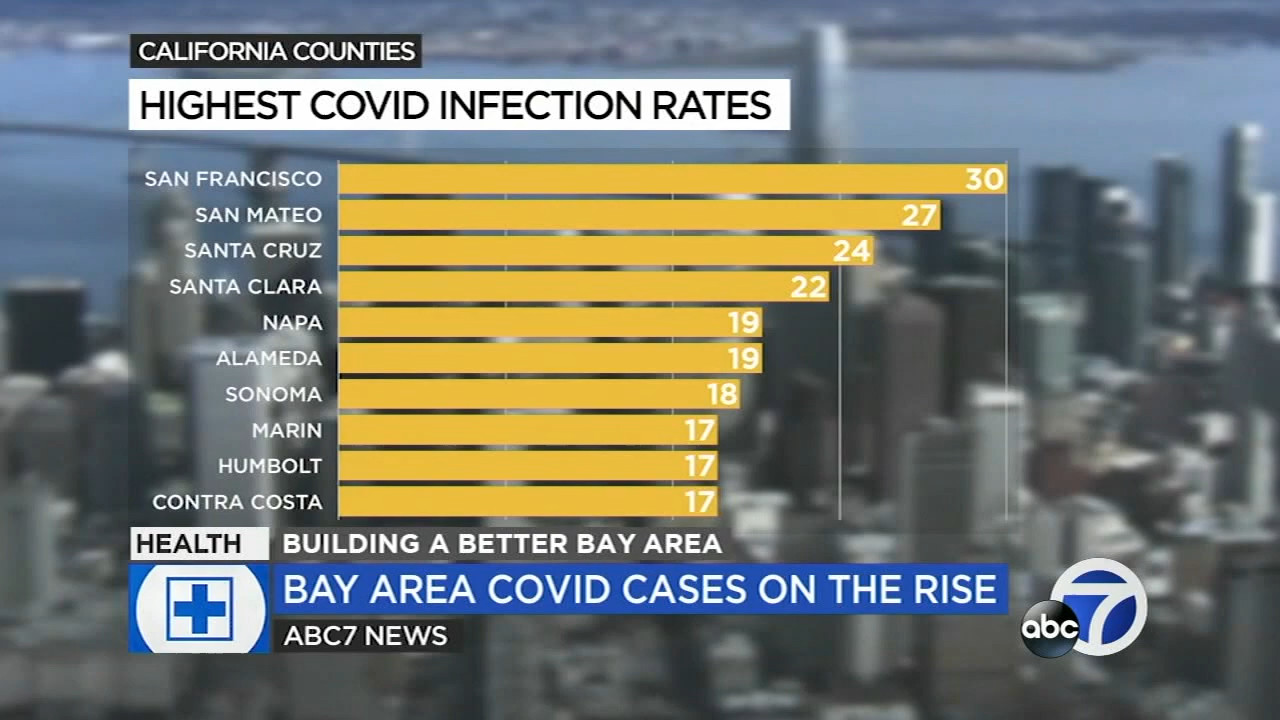 CALIFORNIA COUNTIES
HIGHEST COVID INFECTION RATES
SAN FRANCISCO 30
SAN MATEO 27
SANTA CRUZ 24
SANTA CLARA 22
NAPA 19
ALAMEDA 19
SONOMA 18
MARIN 17
HUMBOLT 17
CONTRA COSTA 17
HEALTH BUILDING A BETTER BAY AREA
BAY AREA COVID CASES ON THE RISE
ABC7 NEWS
abc 7